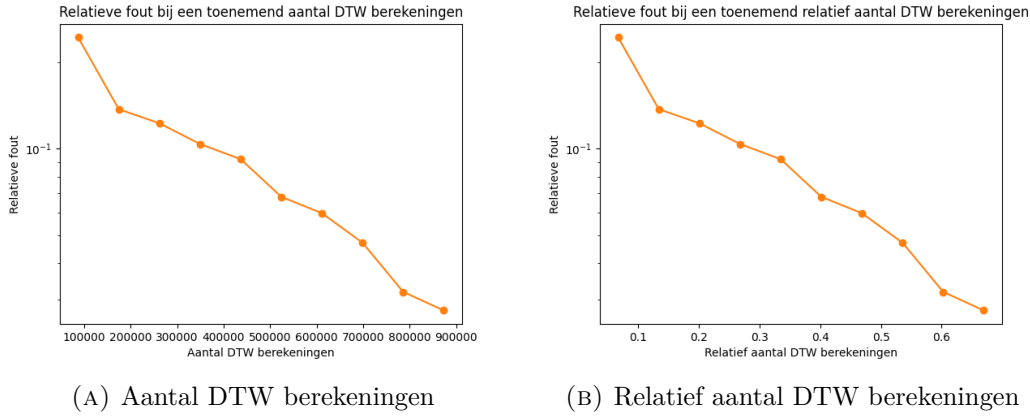 Relatieve fout bij een toenemend aantal DTW berekeningen
Relatieve fout
10⁻¹
100000 200000 300000 400000 500000 600000 700000 800000 900000
Aantal DTW berekeningen
(A) Aantal DTW berekeningen
Relatieve fout bij een toenemend relatief aantal DTW berekeningen
Relatieve fout
10⁻¹
0.1 0.2 0.3 0.4 0.5 0.6
Relatief aantal DTW berekeningen
(B) Relatief aantal DTW berekeningen